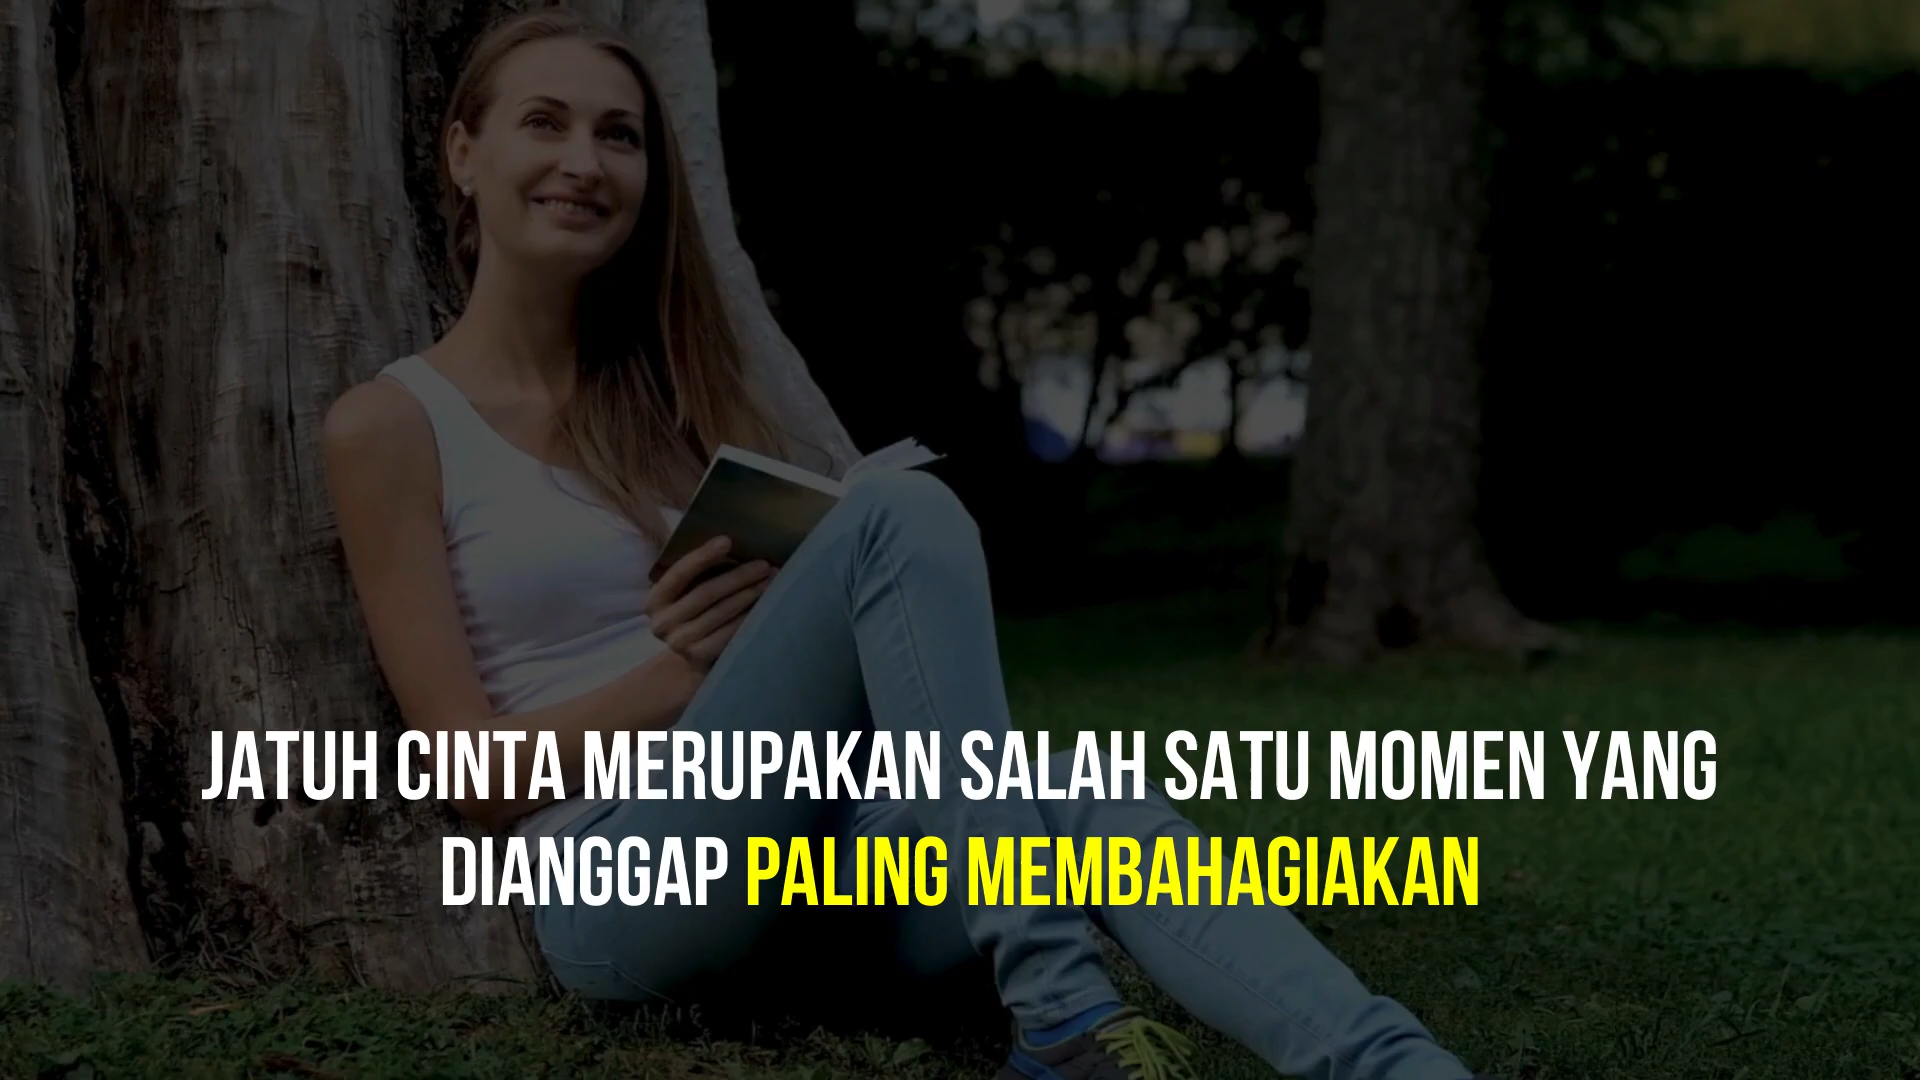 JATUH CINTA MERUPAKAN SALAH SATU MOMEN YANG
DIANGGAP PALING MEMBAHAGIAKAN